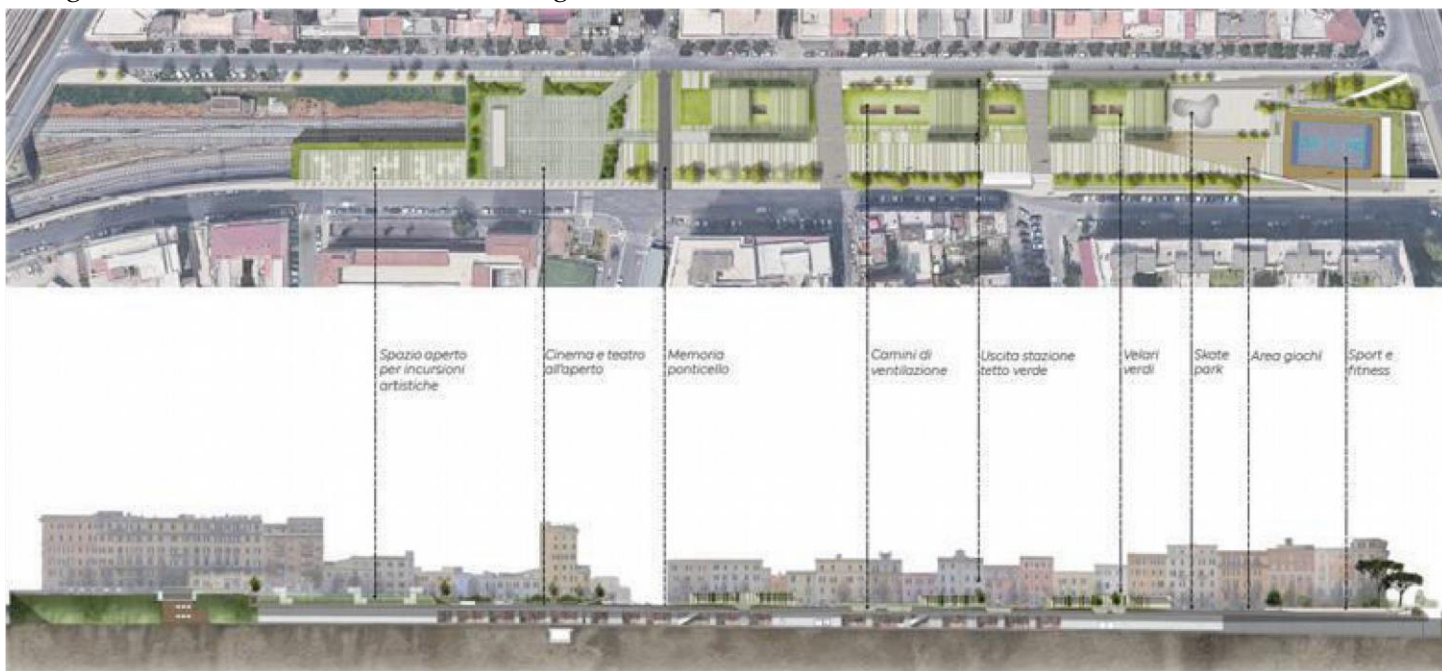 Spazio aperto
per incursioni
artistiche
Cinema e teatro
all'aperto
Memoria
ponticello
Camini di
ventilazione
Uscita stazione
tetto verde
Velari
verdi
Skate
park
Area giochi
Sport e
fitness